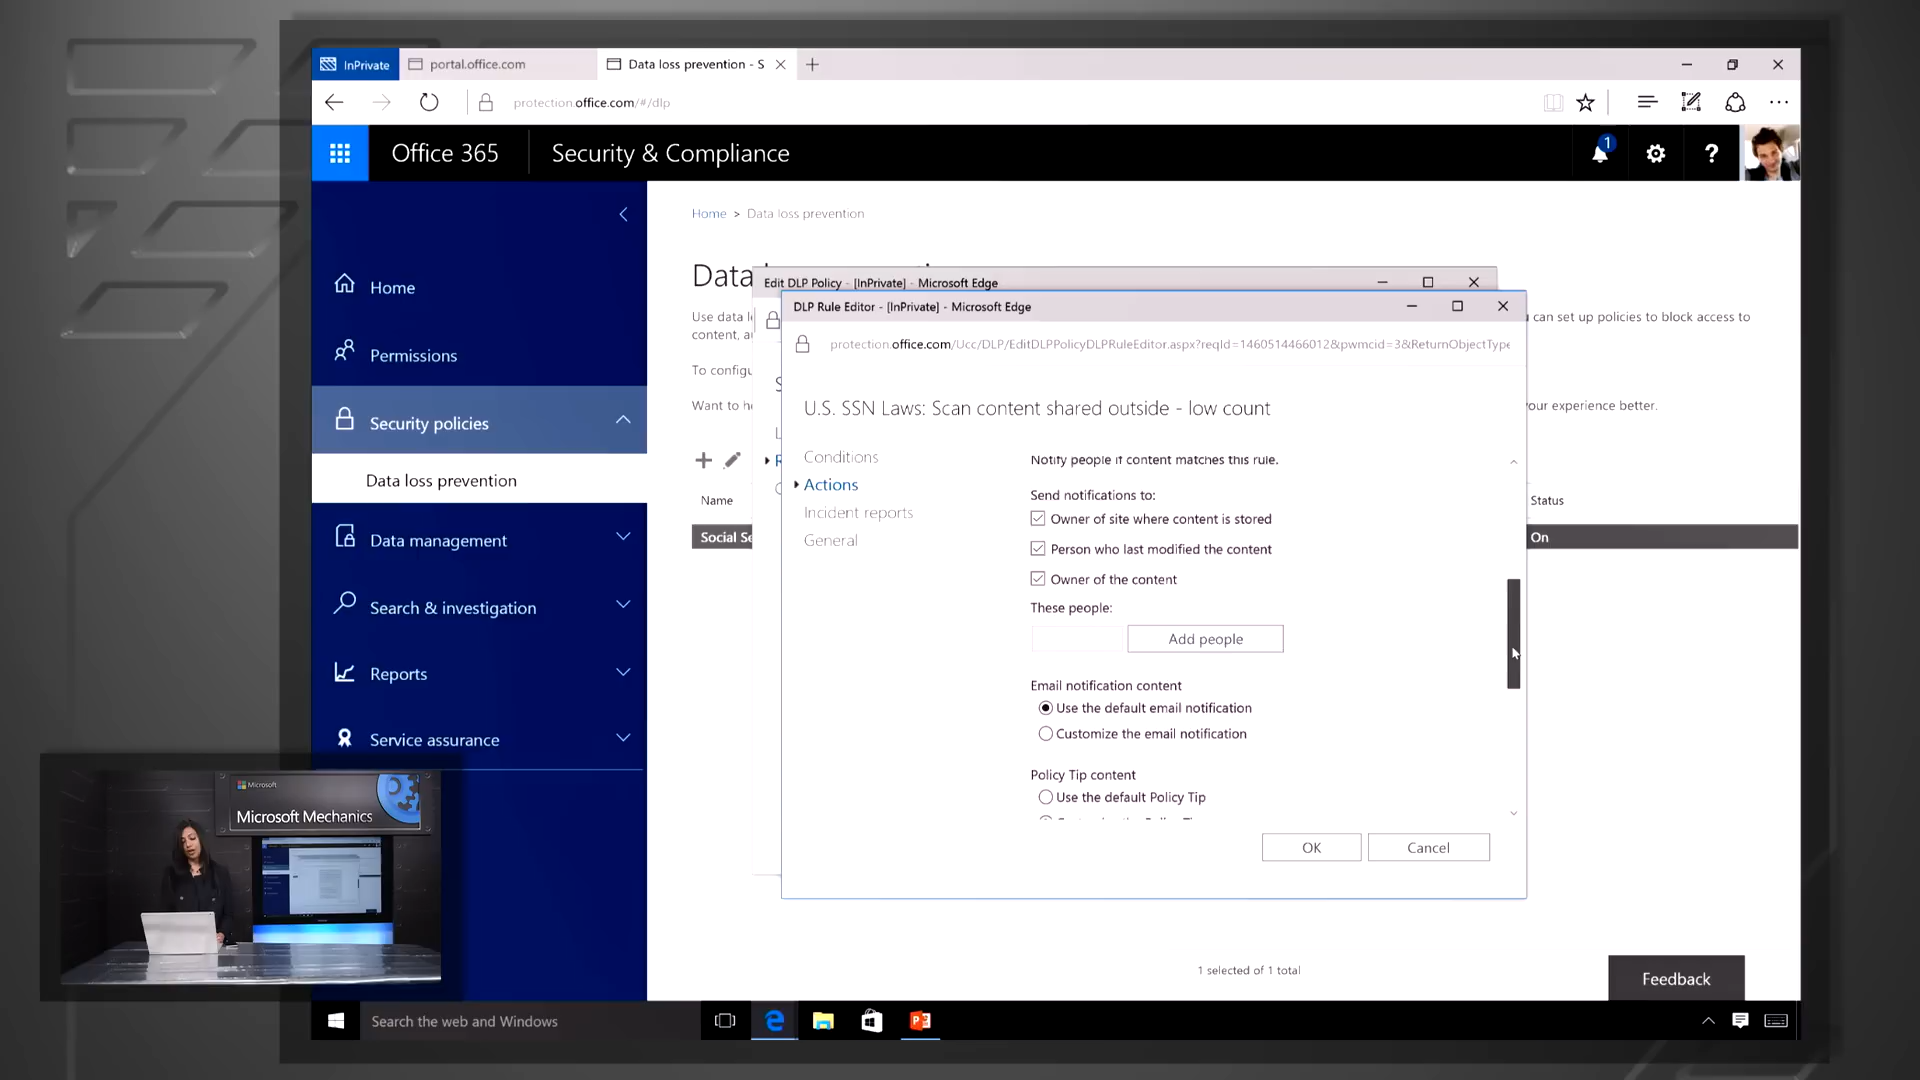 InPrivate
portal.office.com
Data loss prevention - S
protection.office.com/#/dlp
Office 365
Security & Compliance
1
?
Home
Permissions
Security policies
Data loss prevention
Data management
Search & investigation
Reports
Service assurance
Home > Data loss prevention
Data
Use data
can set up policies to block access to
content, a
To config
Want to he
your experience better.
Name
Status
Social Se
On
Edit DLP Policy - [InPrivate] - Microsoft Edge
DLP Rule Editor - [InPrivate] - Microsoft Edge
protection.office.com/Ucc/DLP/EditDLPPolicyDLPRuleEditor.aspx?reqId=1460514466012&pwmcid=3&ReturnObjectType
U.S. SSN Laws: Scan content shared outside - low count
Conditions
Actions
Incident reports
General
Notify people if content matches this rule.
Send notifications to:
Owner of site where content is stored
Person who last modified the content
Owner of the content
These people:
Add people
Email notification content
Use the default email notification
Customize the email notification
Policy Tip content
Use the default Policy Tip
OK
Cancel
1 selected of 1 total
Feedback
Search the web and Windows
Microsoft
Microsoft Mechanics